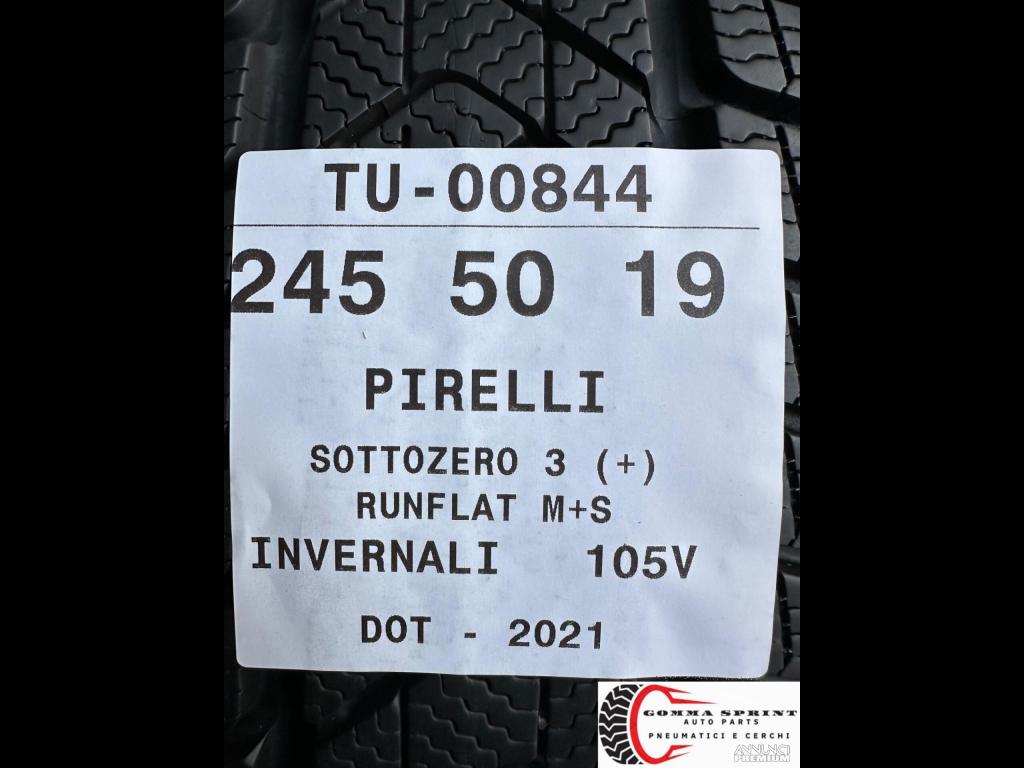 TU-00844
245 50 19
PIRELLI
SOTTOZERO 3 (+)
RUNFLAT M+S
INVERNALI 105V
DOT - 2021
GOMMA SPRINT
AUTO PARTS
PNEUMATICI E CERCHI
ANNUNCI
PREMIUM